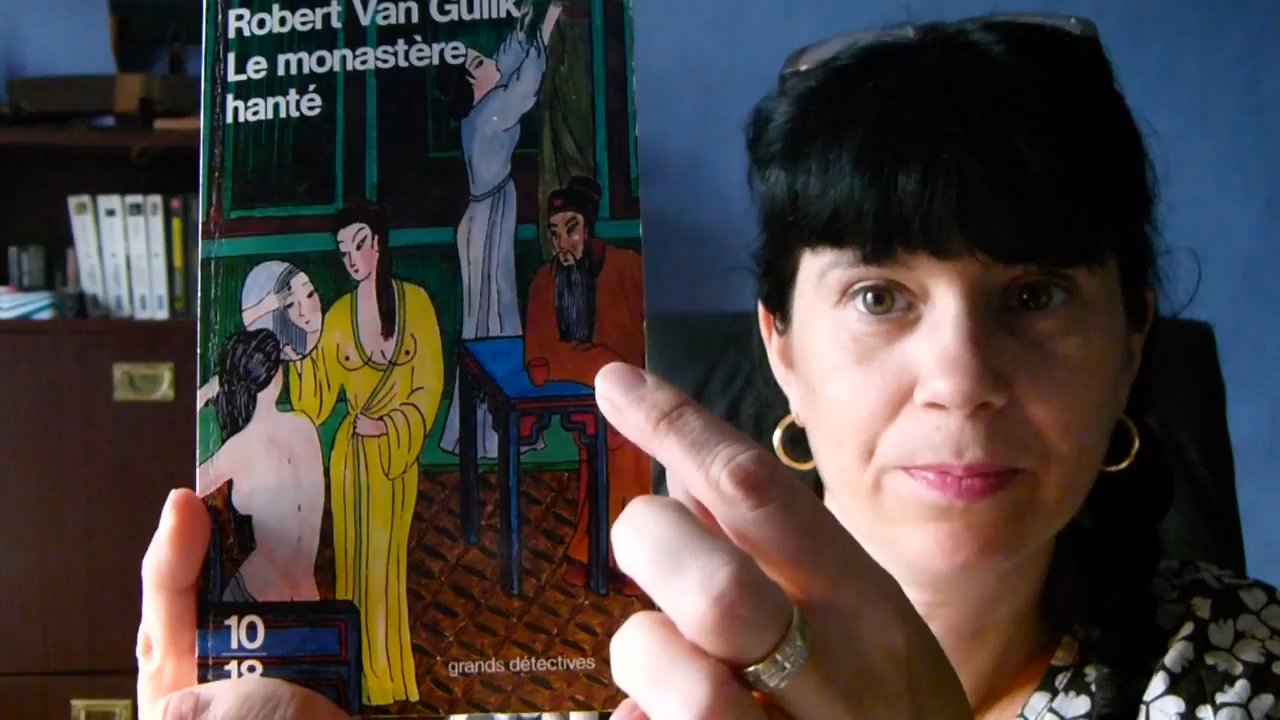 Robert Van Gulik
Le monastère
hanté
10
18
grands détectives